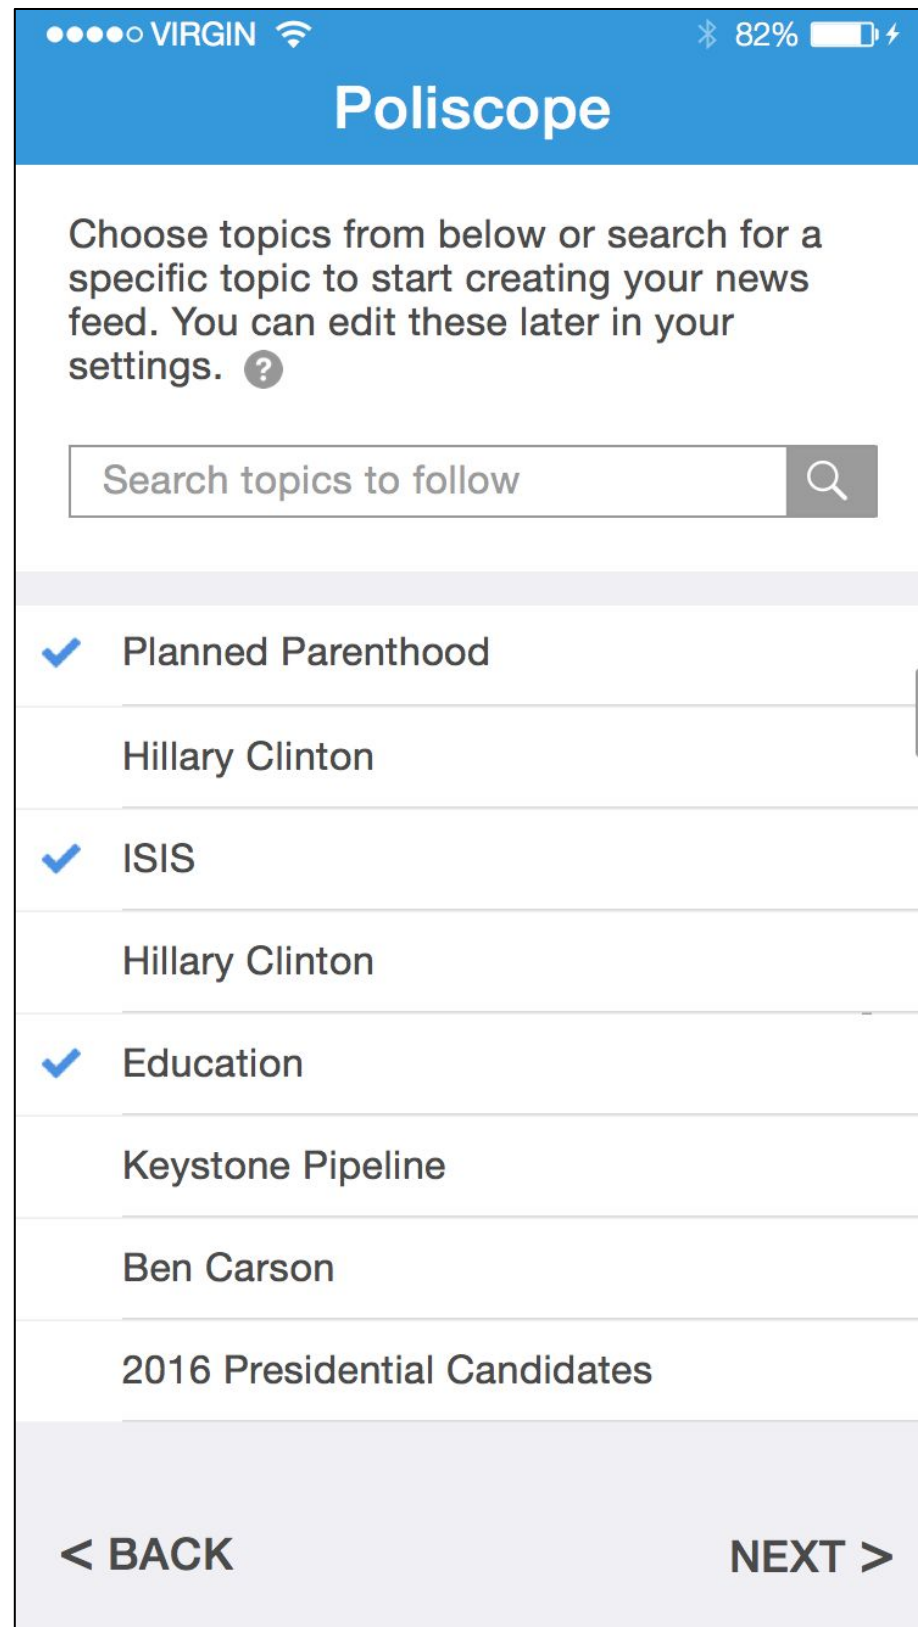 VIRGIN 82%
Poliscope
Choose topics from below or search for a
specific topic to start creating your news
feed. You can edit these later in your
settings. ?
Search topics to follow
Planned Parenthood
Hillary Clinton
ISIS
Hillary Clinton
Education
Keystone Pipeline
Ben Carson
2016 Presidential Candidates
< BACK NEXT >